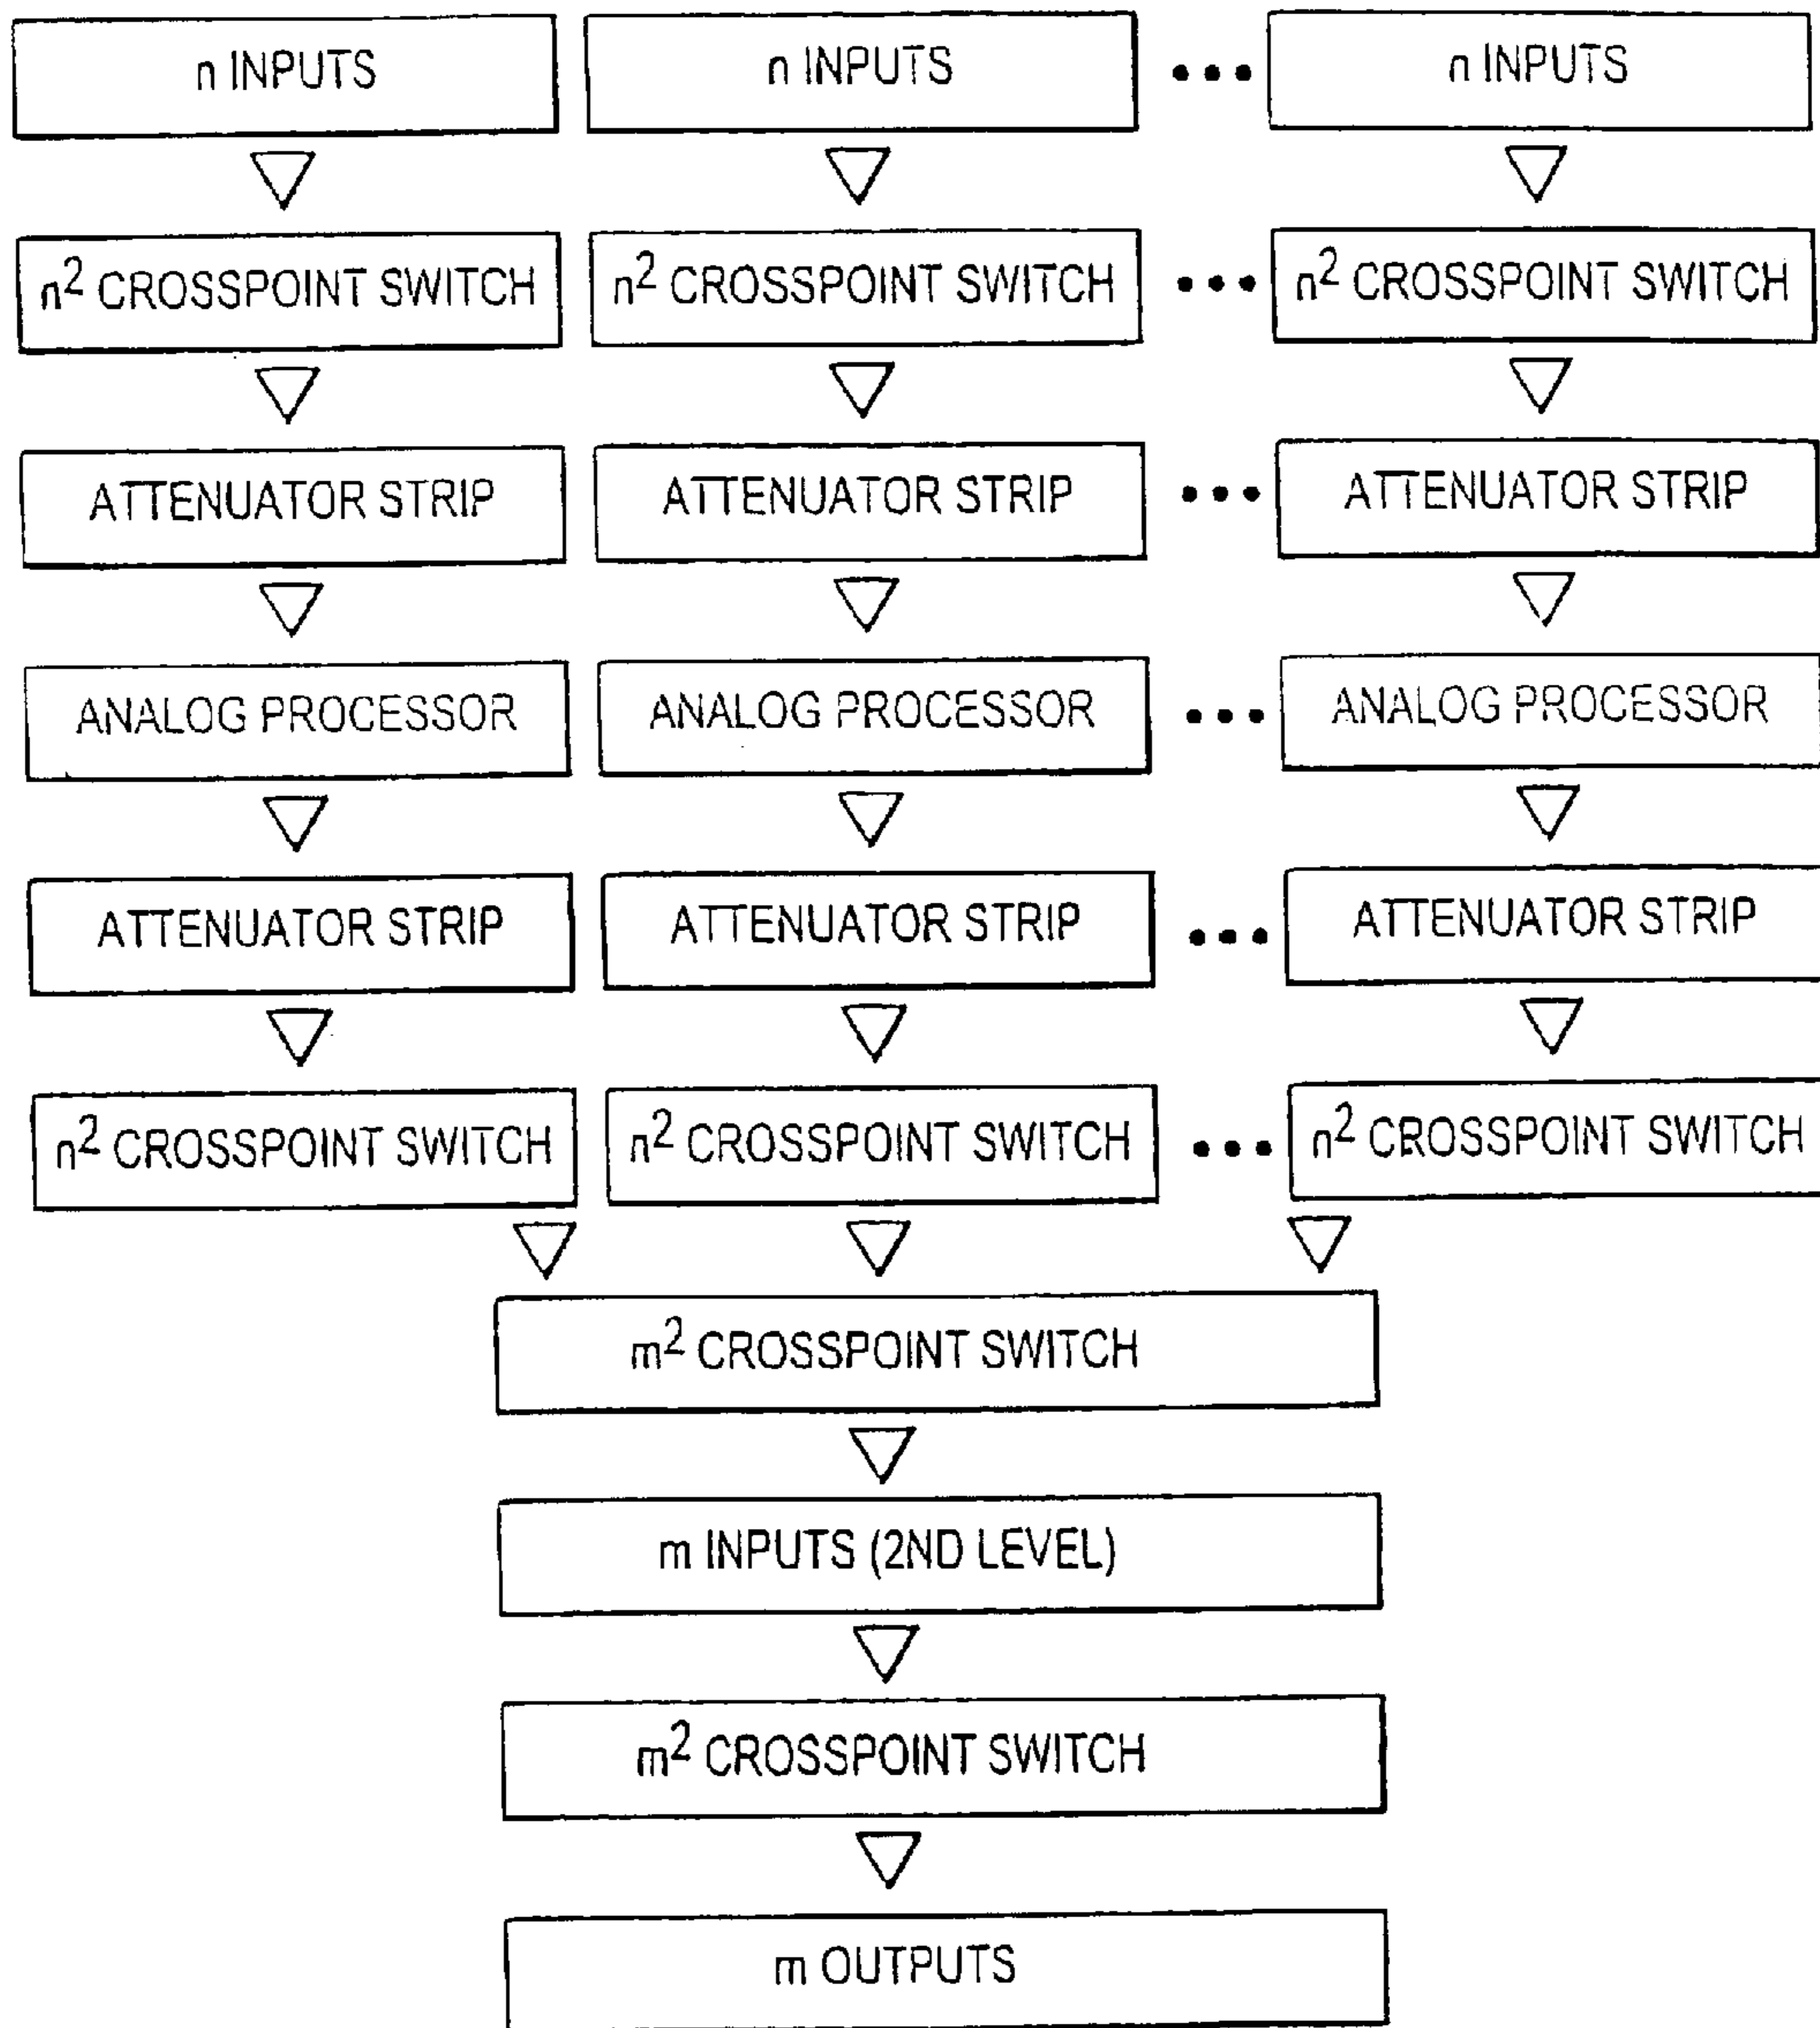 n INPUTS n INPUTS ••• n INPUTS
n² CROSSPOINT SWITCH n² CROSSPOINT SWITCH ••• n² CROSSPOINT SWITCH
ATTENUATOR STRIP ATTENUATOR STRIP ••• ATTENUATOR STRIP
ANALOG PROCESSOR ANALOG PROCESSOR ••• ANALOG PROCESSOR
ATTENUATOR STRIP ATTENUATOR STRIP ••• ATTENUATOR STRIP
n² CROSSPOINT SWITCH n² CROSSPOINT SWITCH ••• n² CROSSPOINT SWITCH
m² CROSSPOINT SWITCH
m INPUTS (2ND LEVEL)
m² CROSSPOINT SWITCH
m OUTPUTS